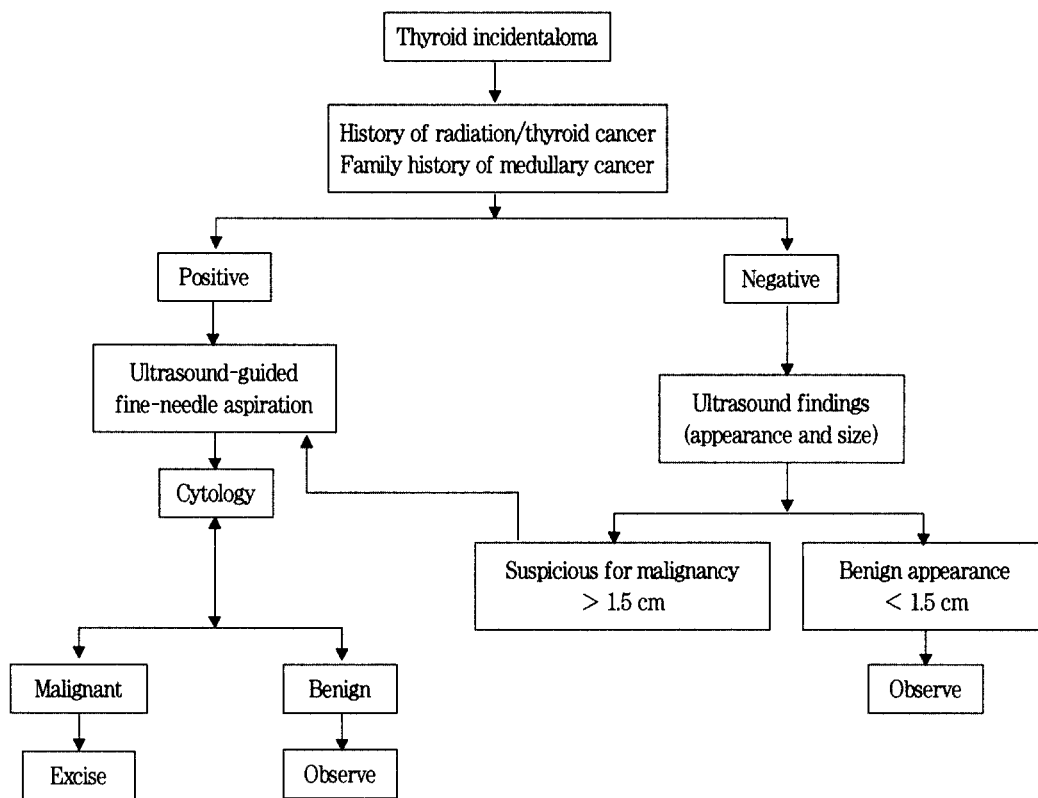 Thyroid incidentaloma
History of radiation/thyroid cancer
Family history of medullary cancer
Positive
Negative
Ultrasound-guided
fine-needle aspiration
Ultrasound findings
(appearance and size)
Cytology
Suspicious for malignancy
> 1.5 cm
Benign appearance
< 1.5 cm
Malignant
Benign
Observe
Excise
Observe